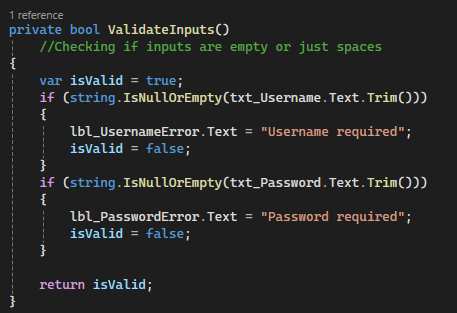 1 reference
private bool ValidateInputs()
    //Checking if inputs are empty or just spaces
{
    var isValid = true;
    if (string.IsNullOrEmpty(txt_Username.Text.Trim()))
    {
        lbl_UsernameError.Text = "Username required";
        isValid = false;
    }
    if (string.IsNullOrEmpty(txt_Password.Text.Trim()))
    {
        lbl_PasswordError.Text = "Password required";
        isValid = false;
    }

    return isValid;
}